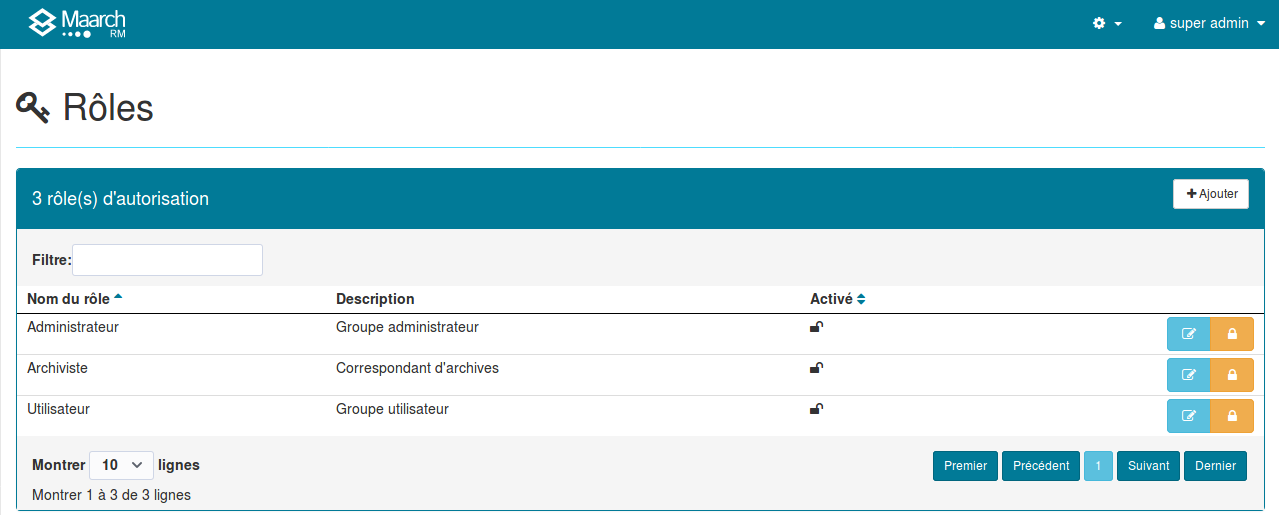 Maarch
RM
super admin
Rôles
3 rôle(s) d'autorisation
Ajouter
Filtre:
Nom du rôle Description Activé
Administrateur Groupe administrateur
Archiviste Correspondant d'archives
Utilisateur Groupe utilisateur
Montrer 10 lignes
Premier Précédent 1 Suivant Dernier
Montrer 1 à 3 de 3 lignes